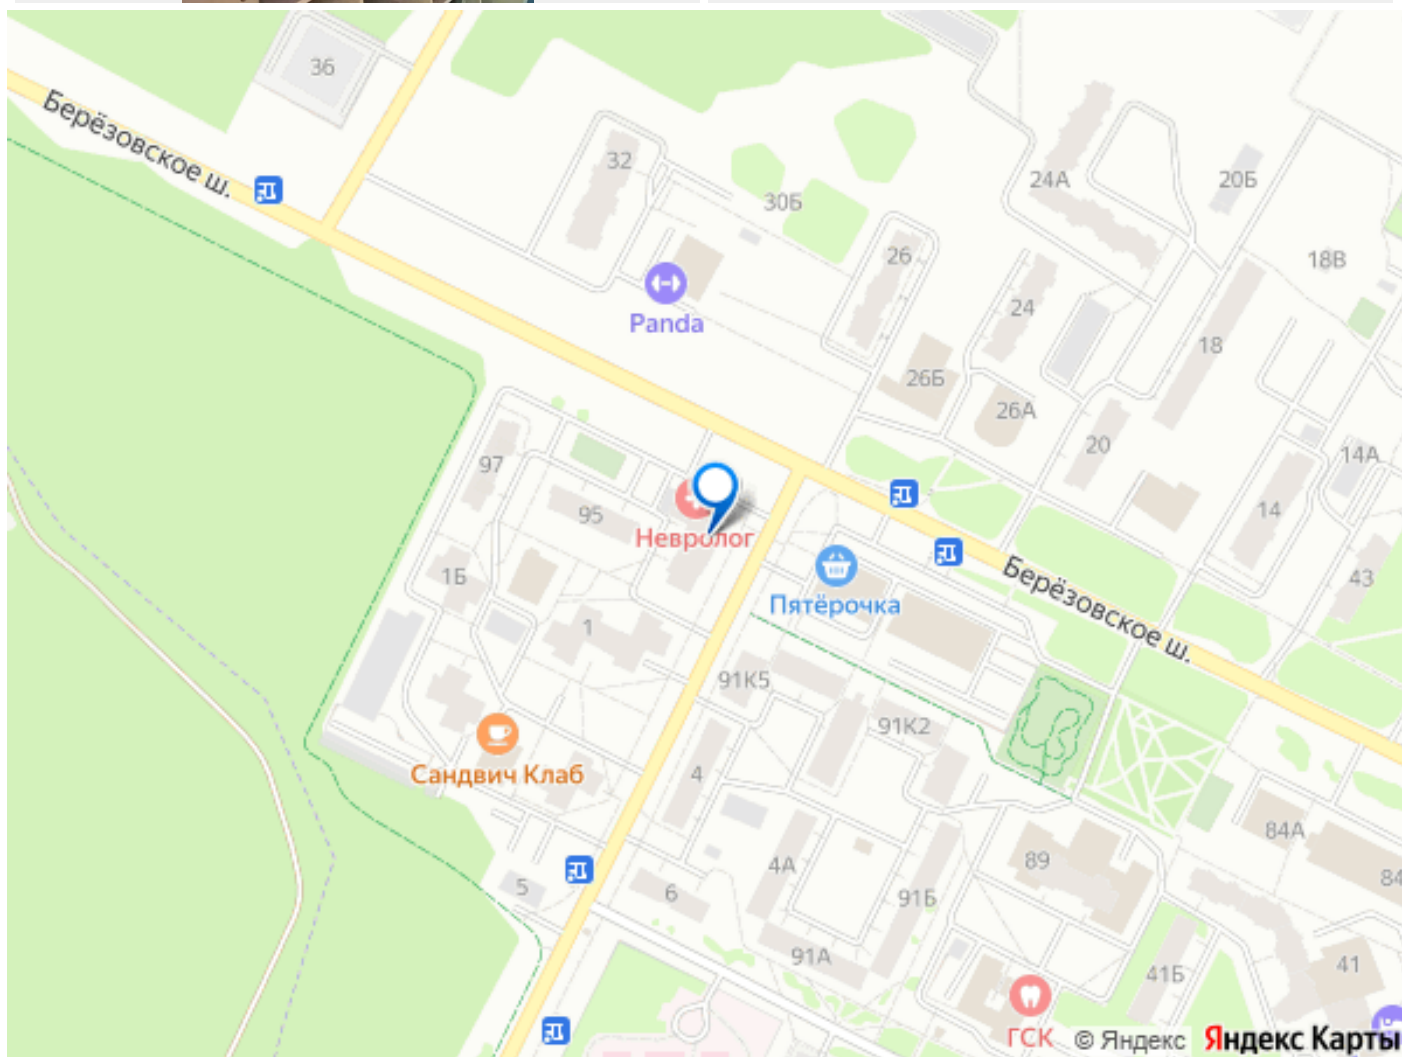 36
Берёзовское ш.
32
24А
20Б
30Б
26
18В
Panda
24
18
26Б
26А
20
14А
97
14
95
Невролог
1Б
43
Пятёрочка
Берёзовское ш.
1
91К5
91К2
Сандвич Клаб
4
84А
4А
89
84
5
6
91Б
91А
41
41Б
ГСК
© Яндекс
Яндекс Карты